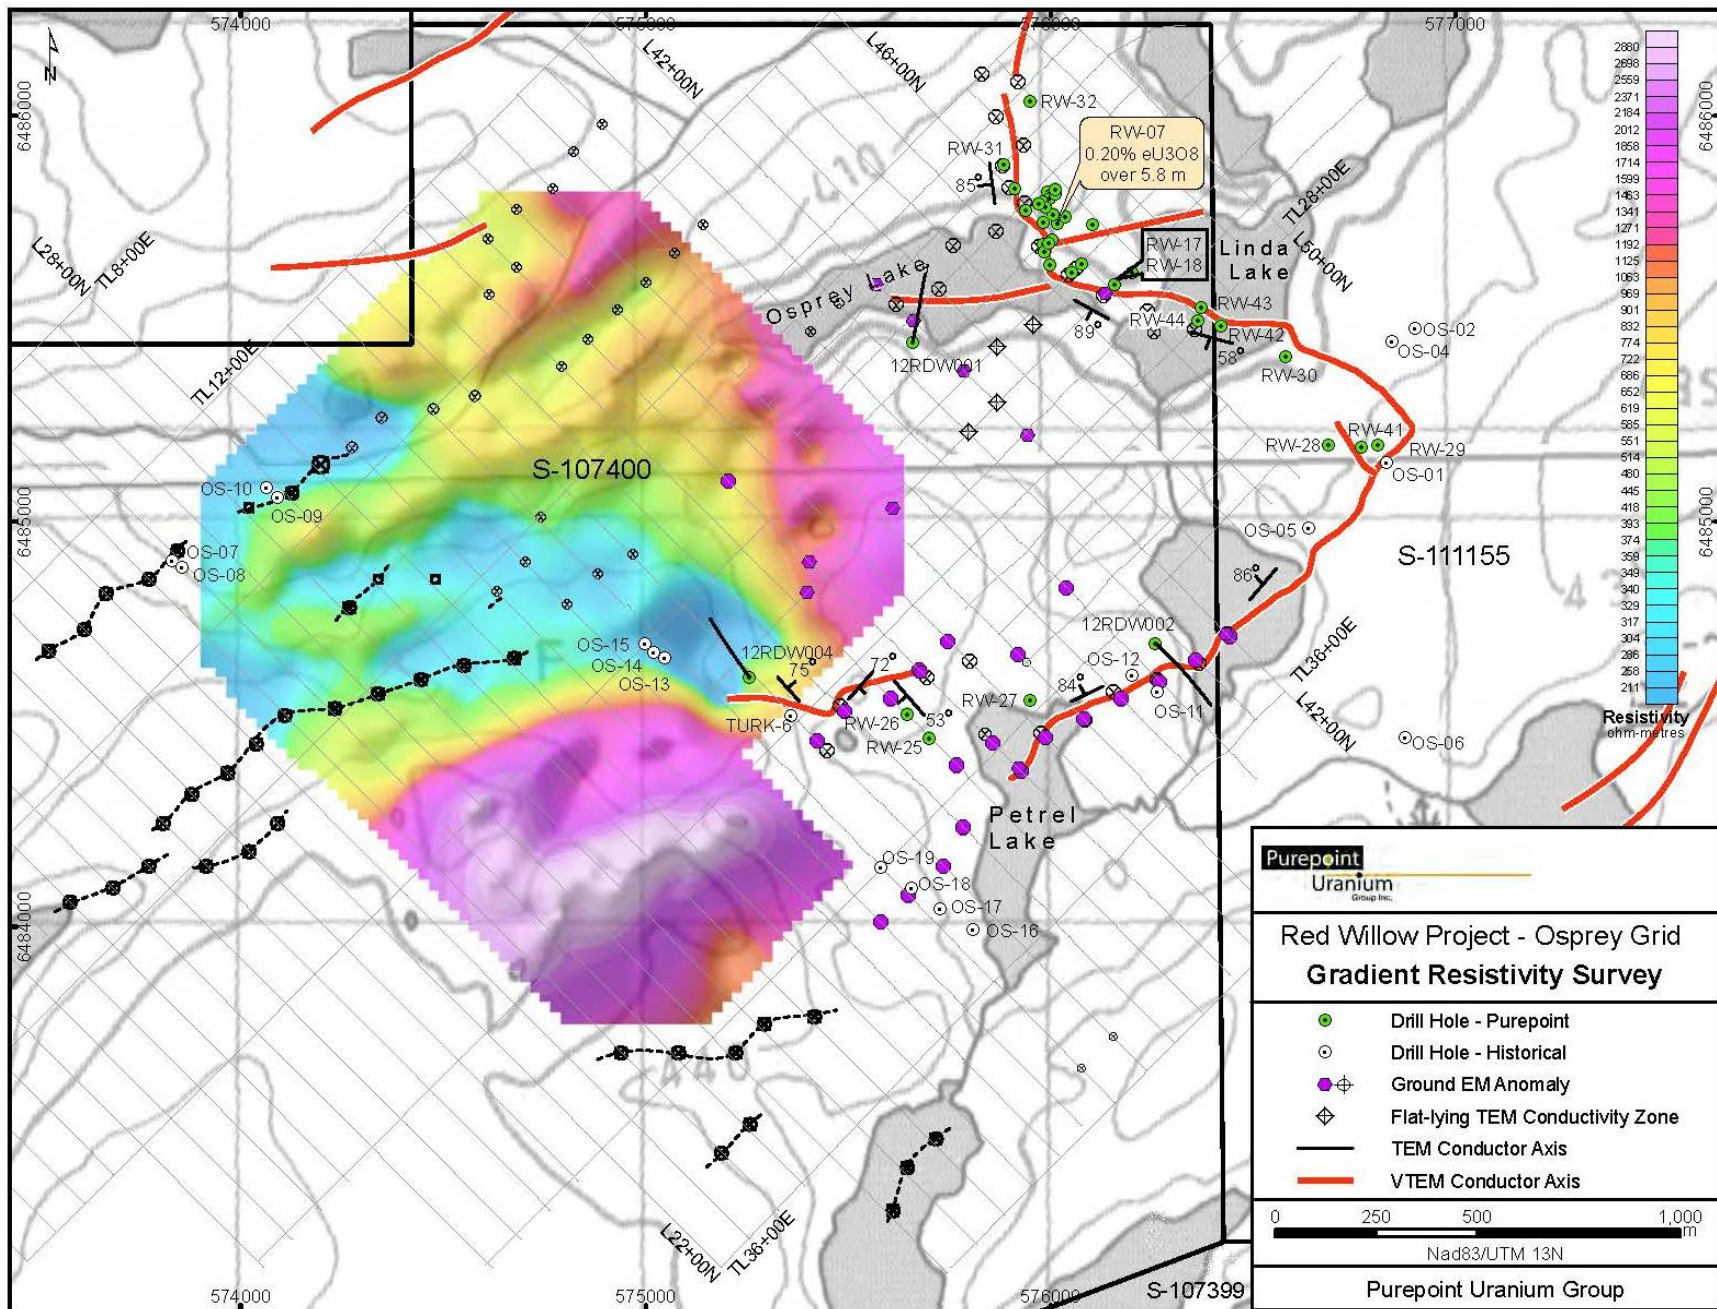 574000
575000
576000
577000
N
L42+00N
L46+00N
RW-32
RW-07
0.20% eU3O8
over 5.8 m
RW-31
85°
410
TL28+00E
6486000
6486000
L28+00N
TL8+00E
RW-17
RW-18
Linda
Lake
L50+00N
Osprey Lake
RW-43
RW-44
RW-42
89°
58°
OS-02
OS-04
TL12+00E
12RDW001
RW-30
S-107400
RW-28
RW-41
RW-29
OS-01
OS-10
OS-09
6485000
6485000
OS-05
S-111155
OS-07
OS-08
86°
OS-15
OS-14
OS-13
12RDW004
75°
72°
12RDW002
OS-12
TL36+00E
84°
RW-27
OS-11
53°
TURK-6
RW-26
RW-25
L42+00N
OS-06
Petrel
Lake
OS-19
OS-18
OS-17
OS-16
6484000
440
L22+00N
TL36+00E
S-107399
574000
575000
576000
2880
2698
2559
2371
2184
2012
1858
1714
1599
1463
1341
1271
1192
1125
1063
969
901
832
774
722
686
652
619
585
551
514
480
445
418
393
374
358
349
340
329
317
304
286
258
211
Resistivity
ohm-metres
Purepoint
Uranium
Group Inc.
Red Willow Project - Osprey Grid
Gradient Resistivity Survey
Drill Hole - Purepoint
Drill Hole - Historical
Ground EM Anomaly
Flat-lying TEM Conductivity Zone
TEM Conductor Axis
VTEM Conductor Axis
0 250 500 1,000
m
Nad83/UTM 13N
Purepoint Uranium Group